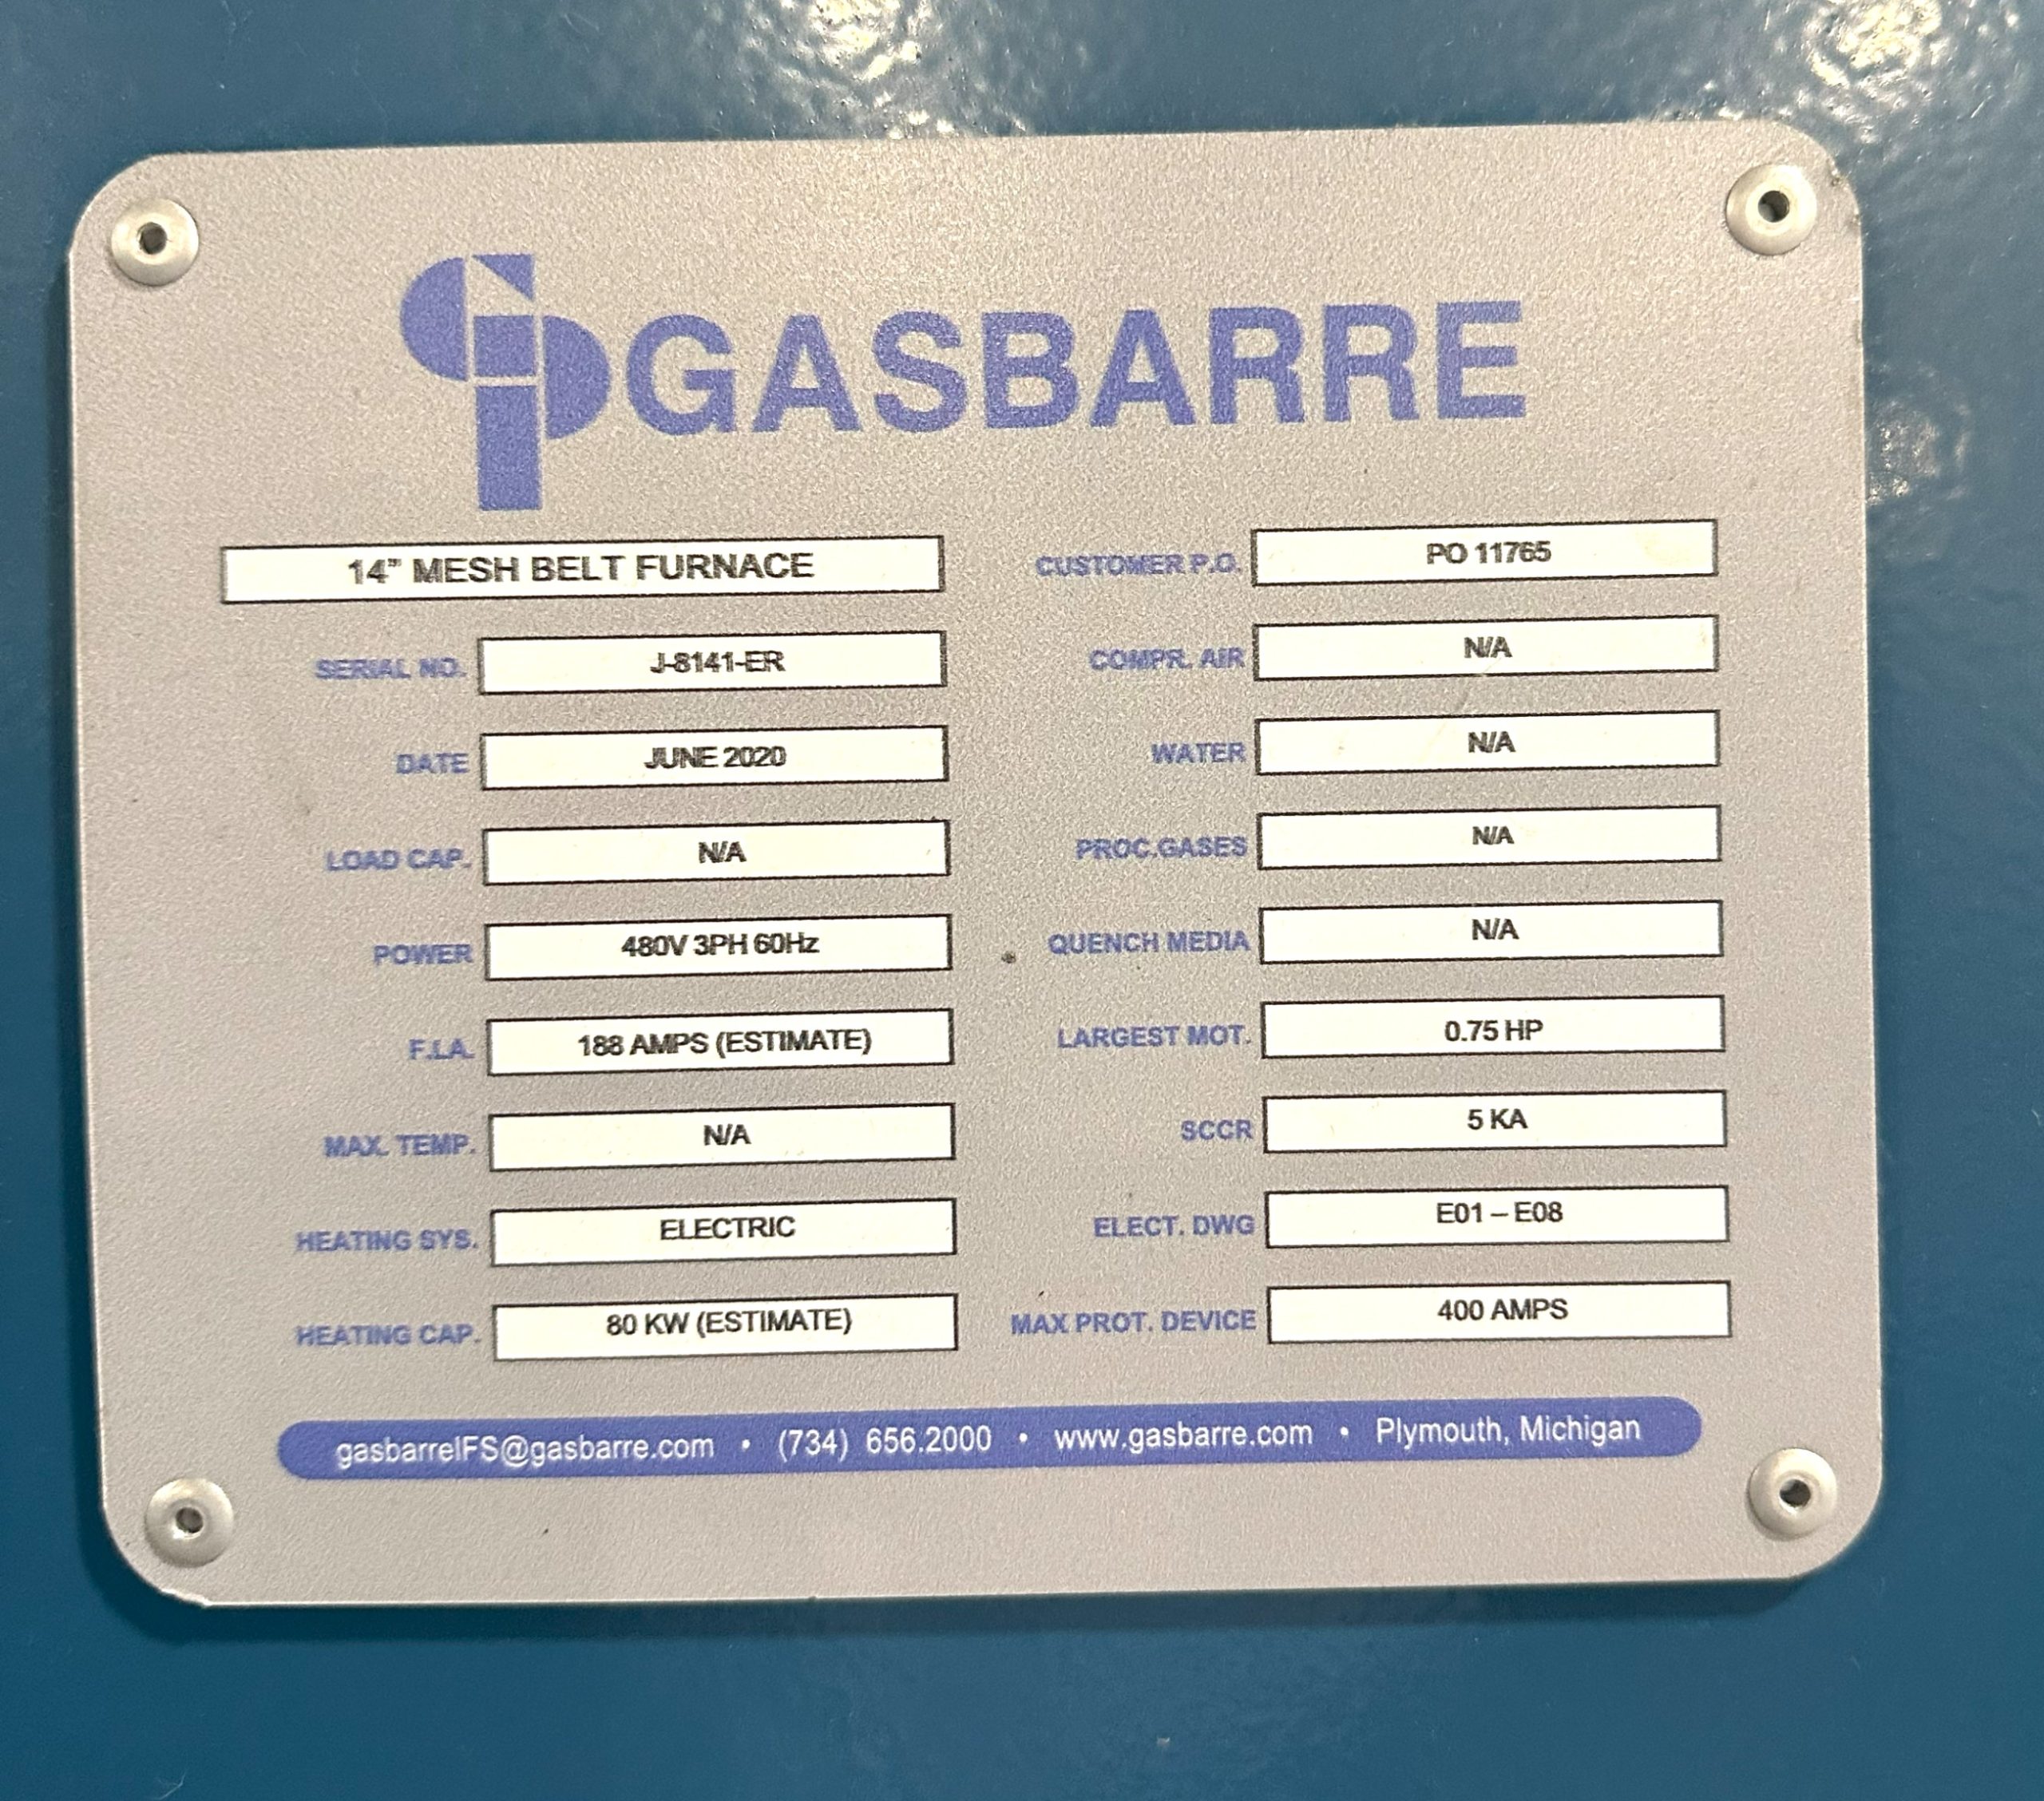 GASBARRE
14" MESH BELT FURNACE
SERIAL NO. J-8141-ER
DATE JUNE 2020
LOAD CAP. N/A
POWER 480V 3PH 60Hz
F.I.A. 188 AMPS (ESTIMATE)
MAX. TEMP. N/A
HEATING SYS. ELECTRIC
HEATING CAP. 80 KW (ESTIMATE)
CUSTOMER P.O. PO 11765
COMPR. AIR N/A
WATER N/A
PROC.GASES N/A
QUENCH MEDIA N/A
LARGEST MOT. 0.75 HP
SCCR 5 KA
ELECT. DWG E01 – E08
MAX PROT. DEVICE 400 AMPS
gasbarreIFS@gasbarre.com • (734) 656.2000 • www.gasbarre.com • Plymouth, Michigan